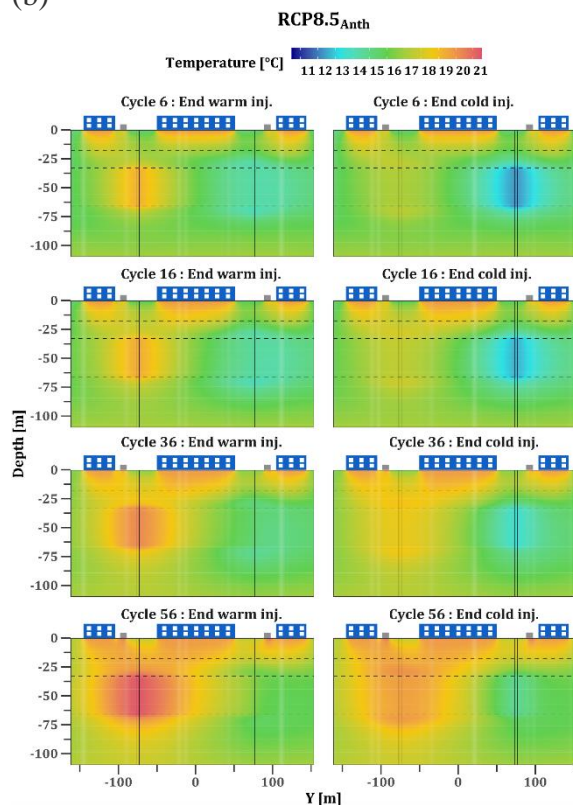 (b)
RCP8.5Anth
Temperature [°C]
11 12 13 14 15 16 17 18 19 20 21
Cycle 6 : End warm inj.
Cycle 6 : End cold inj.
0
-25
-50
-75
-100
Cycle 16 : End warm inj.
Cycle 16 : End cold inj.
0
-25
-50
-75
-100
Depth [m]
Cycle 36 : End warm inj.
Cycle 36 : End cold inj.
0
-25
-50
-75
-100
Cycle 56 : End warm inj.
Cycle 56 : End cold inj.
0
-25
-50
-75
-100
-100 0 100 -100 0 100
Y [m]